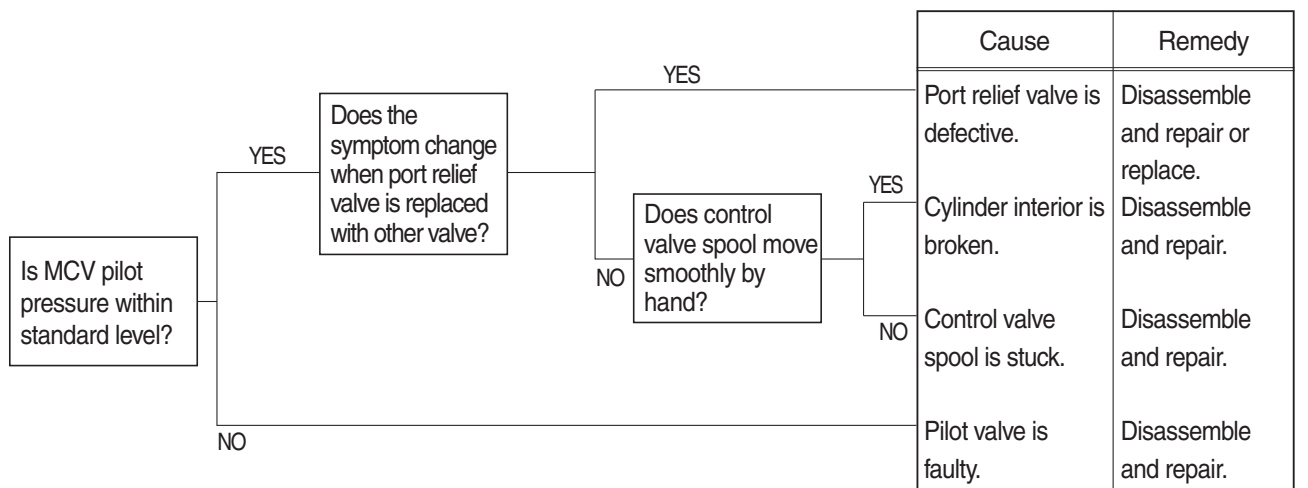 Cause
Remedy
YES
Port relief valve is
defective.
Disassemble
and repair or
replace.
Does the
symptom change
when port relief
valve is replaced
with other valve?
YES
YES
Does control
valve spool move
smoothly by
hand?
Cylinder interior is
broken.
Disassemble
and repair.
Is MCV pilot
pressure within
standard level?
NO
NO
Control valve
spool is stuck.
Disassemble
and repair.
NO
Pilot valve is
faulty.
Disassemble
and repair.